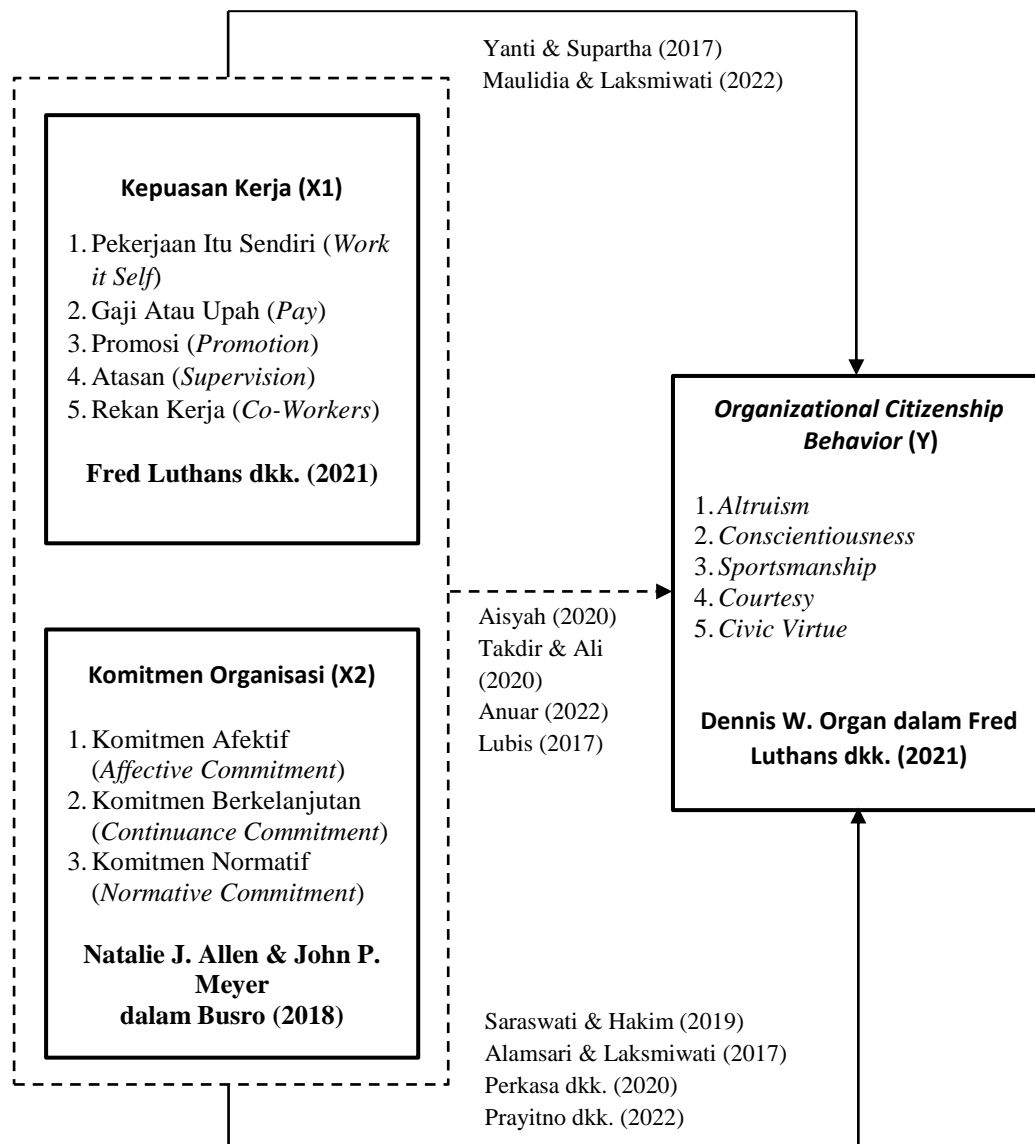 Yanti & Supartha (2017)
Maulidia & Laksmiwati (2022)
Kepuasan Kerja (X1)
1. Pekerjaan Itu Sendiri (Work
it Self)
2. Gaji Atau Upah (Pay)
3. Promosi (Promotion)
4. Atasan (Supervision)
5. Rekan Kerja (Co-Workers)
Fred Luthans dkk. (2021)
Organizational Citizenship
Behavior (Y)
1. Altruism
2. Conscientiousness
3. Sportsmanship
4. Courtesy
5. Civic Virtue
Dennis W. Organ dalam Fred
Luthans dkk. (2021)
Aisyah (2020)
Takdir & Ali
(2020)
Anuar (2022)
Lubis (2017)
Komitmen Organisasi (X2)
1. Komitmen Afektif
(Affective Commitment)
2. Komitmen Berkelanjutan
(Continuance Commitment)
3. Komitmen Normatif
(Normative Commitment)
Natalie J. Allen & John P.
Meyer
dalam Busro (2018)
Saraswati & Hakim (2019)
Alamsari & Laksmiwati (2017)
Perkasa dkk. (2020)
Prayitno dkk. (2022)